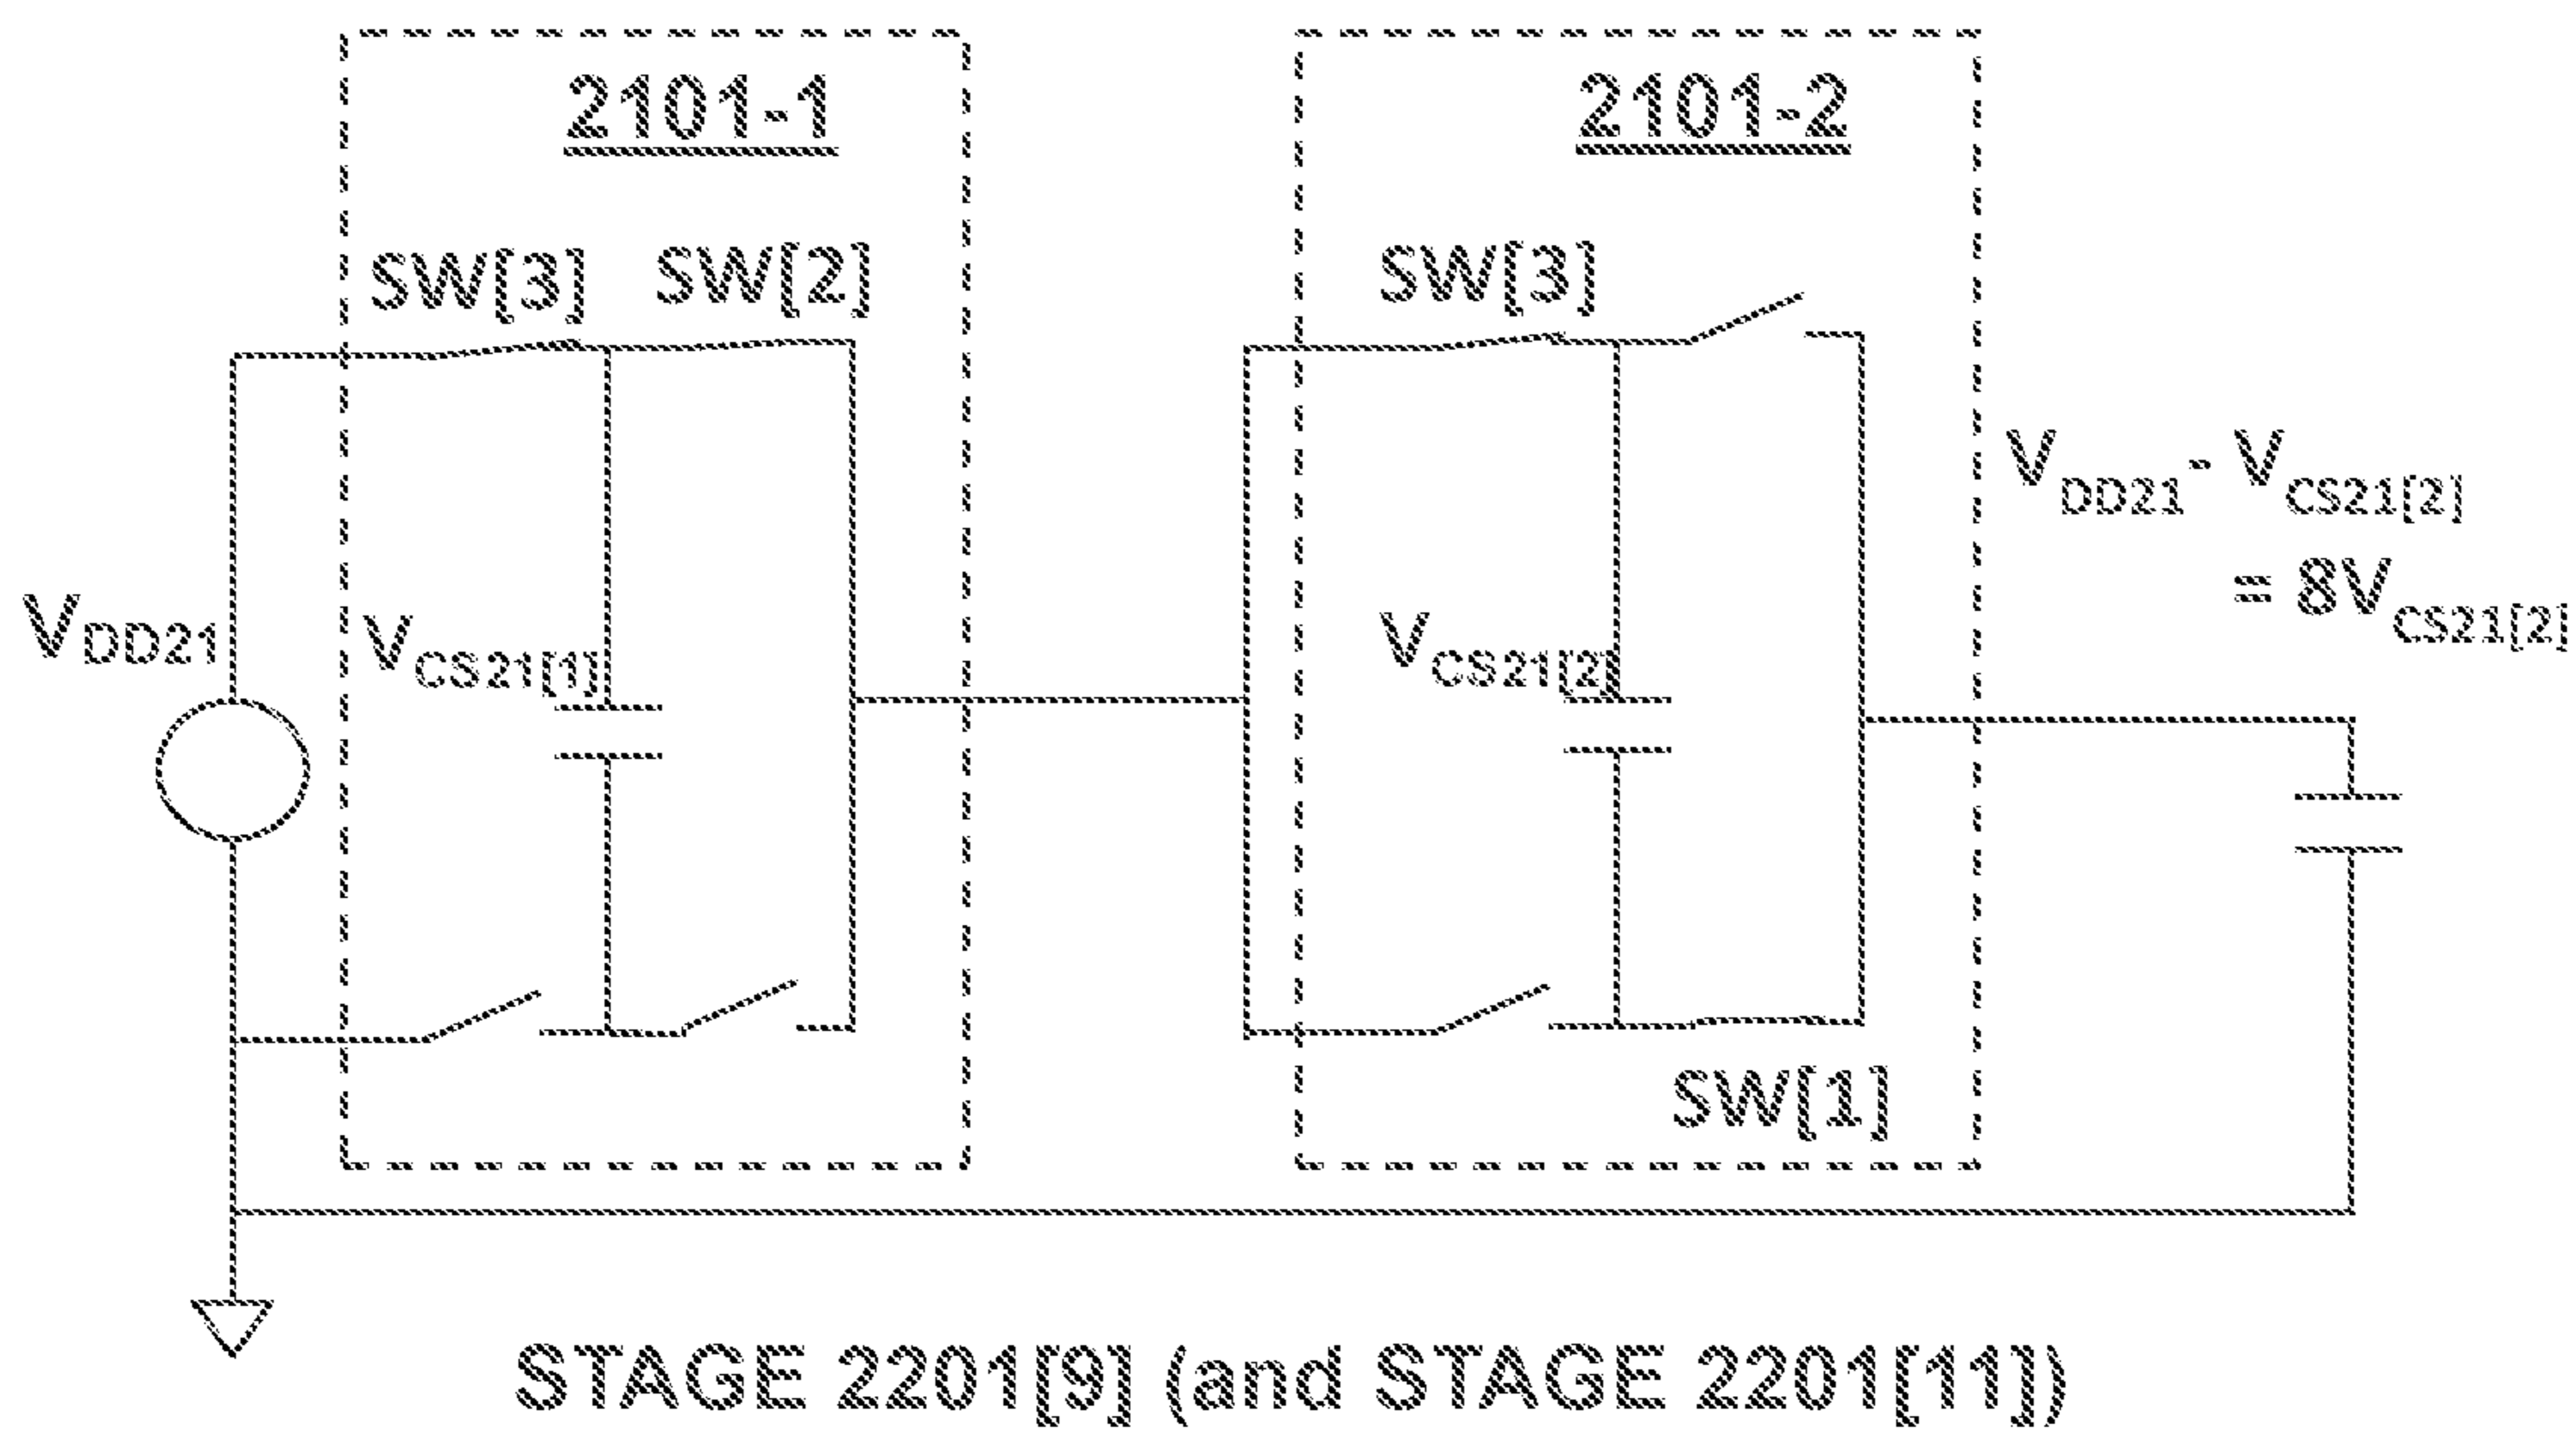 2101-1
2101-2
SW[3]
SW[2]
SW[3]
VDD21 - VCS21[2]
= 8VCS21[2]
VDD21
VCS21[1]
VCS21[2]
SW[1]
STAGE 2201[9] (and STAGE 2201[11])